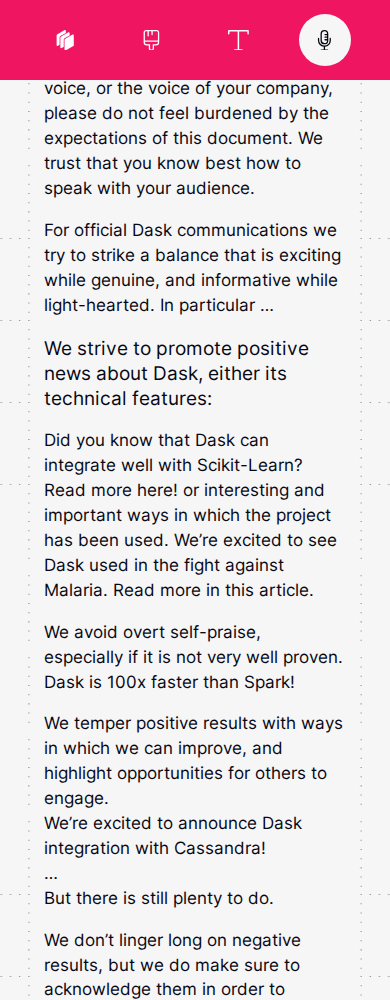 voice, or the voice of your company,
please do not feel burdened by the
expectations of this document. We
trust that you know best how to
speak with your audience.
For official Dask communications we
try to strike a balance that is exciting
while genuine, and informative while
light-hearted. In particular ...
We strive to promote positive
news about Dask, either its
technical features:
Did you know that Dask can
integrate well with Scikit-Learn?
Read more here! or interesting and
important ways in which the project
has been used. We’re excited to see
Dask used in the fight against
Malaria. Read more in this article.
We avoid overt self-praise,
especially if it is not very well proven.
Dask is 100x faster than Spark!
We temper positive results with ways
in which we can improve, and
highlight opportunities for others to
engage.
We’re excited to announce Dask
integration with Cassandra!
...
But there is still plenty to do.
We don’t linger long on negative
results, but we do make sure to
acknowledge them in order to